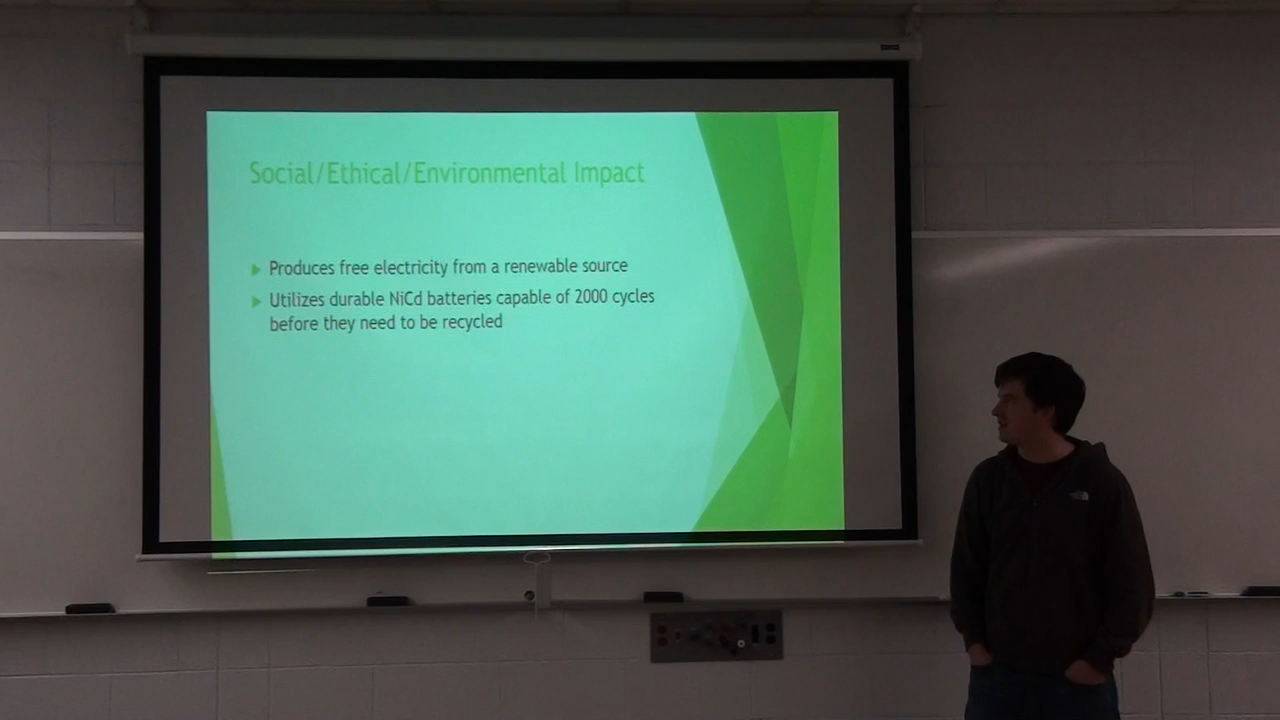 Social/Ethical/Environmental Impact
Produces free electricity from a renewable source
Utilizes durable NiCd batteries capable of 2000 cycles
before they need to be recycled